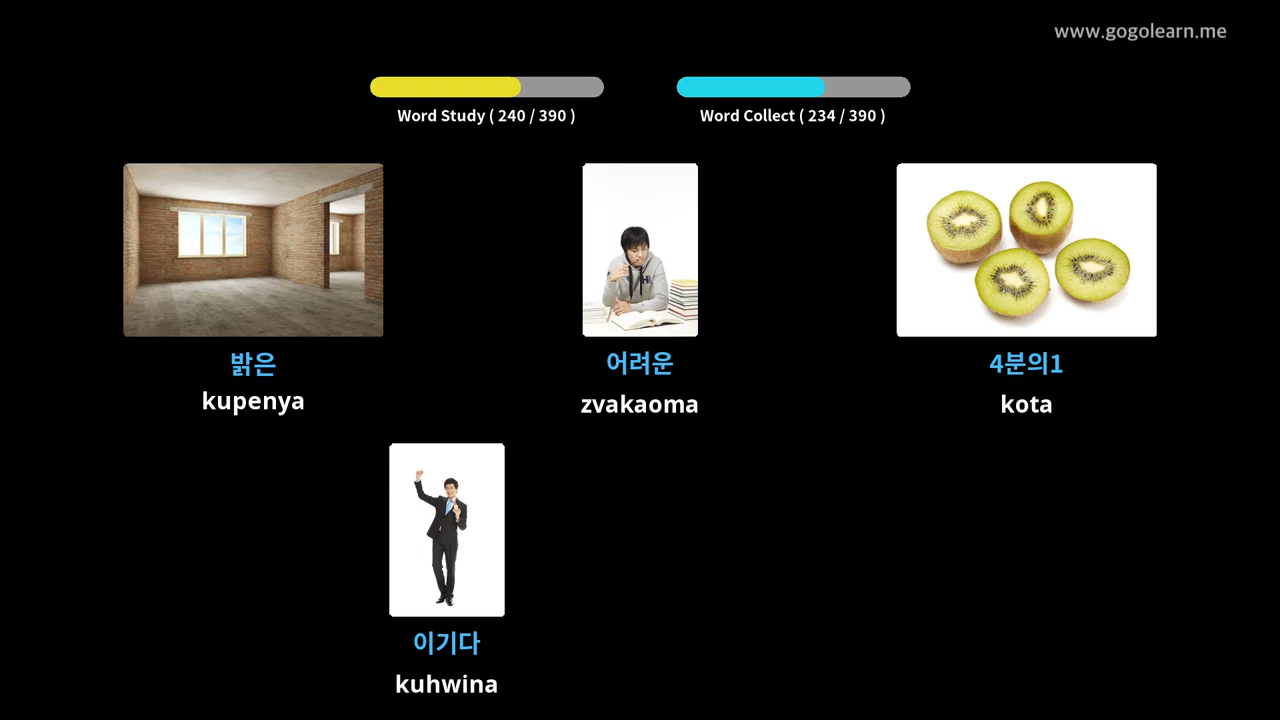 www.gogolearn.me
Word Study ( 240 / 390 )
Word Collect ( 234 / 390 )
밝은
kupenya
어려운
zvakaoma
4분의1
kota
이기다
kuhwina